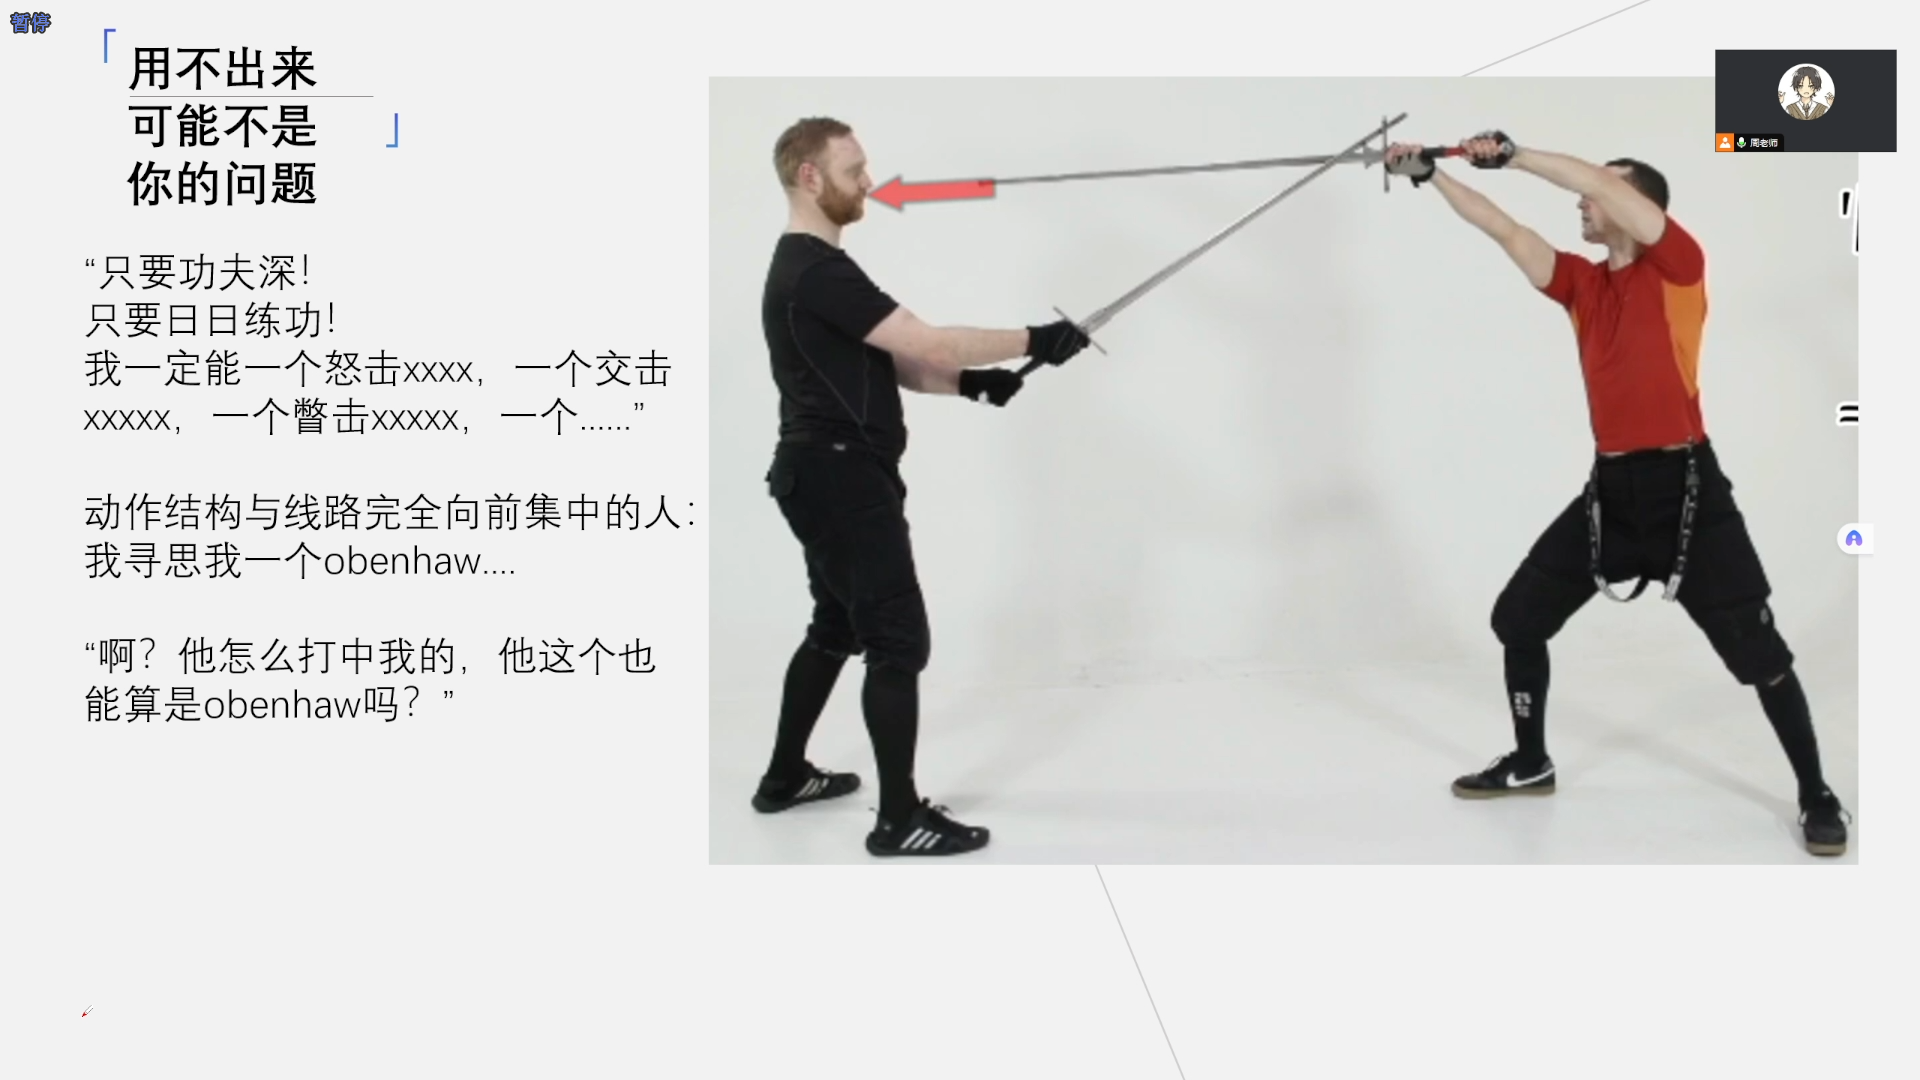 暂停
用不出来
可能不是
你的问题
周老师
“只要功夫深！
只要日日练功！
我一定能一个怒击xxxx，一个交击
xxxxx，一个瞥击xxxxx，一个……”
动作结构与线路完全向前集中的人：
我寻思我一个obenhaw....
“啊？他怎么打中我的，他这个也
能算是obenhaw吗？”